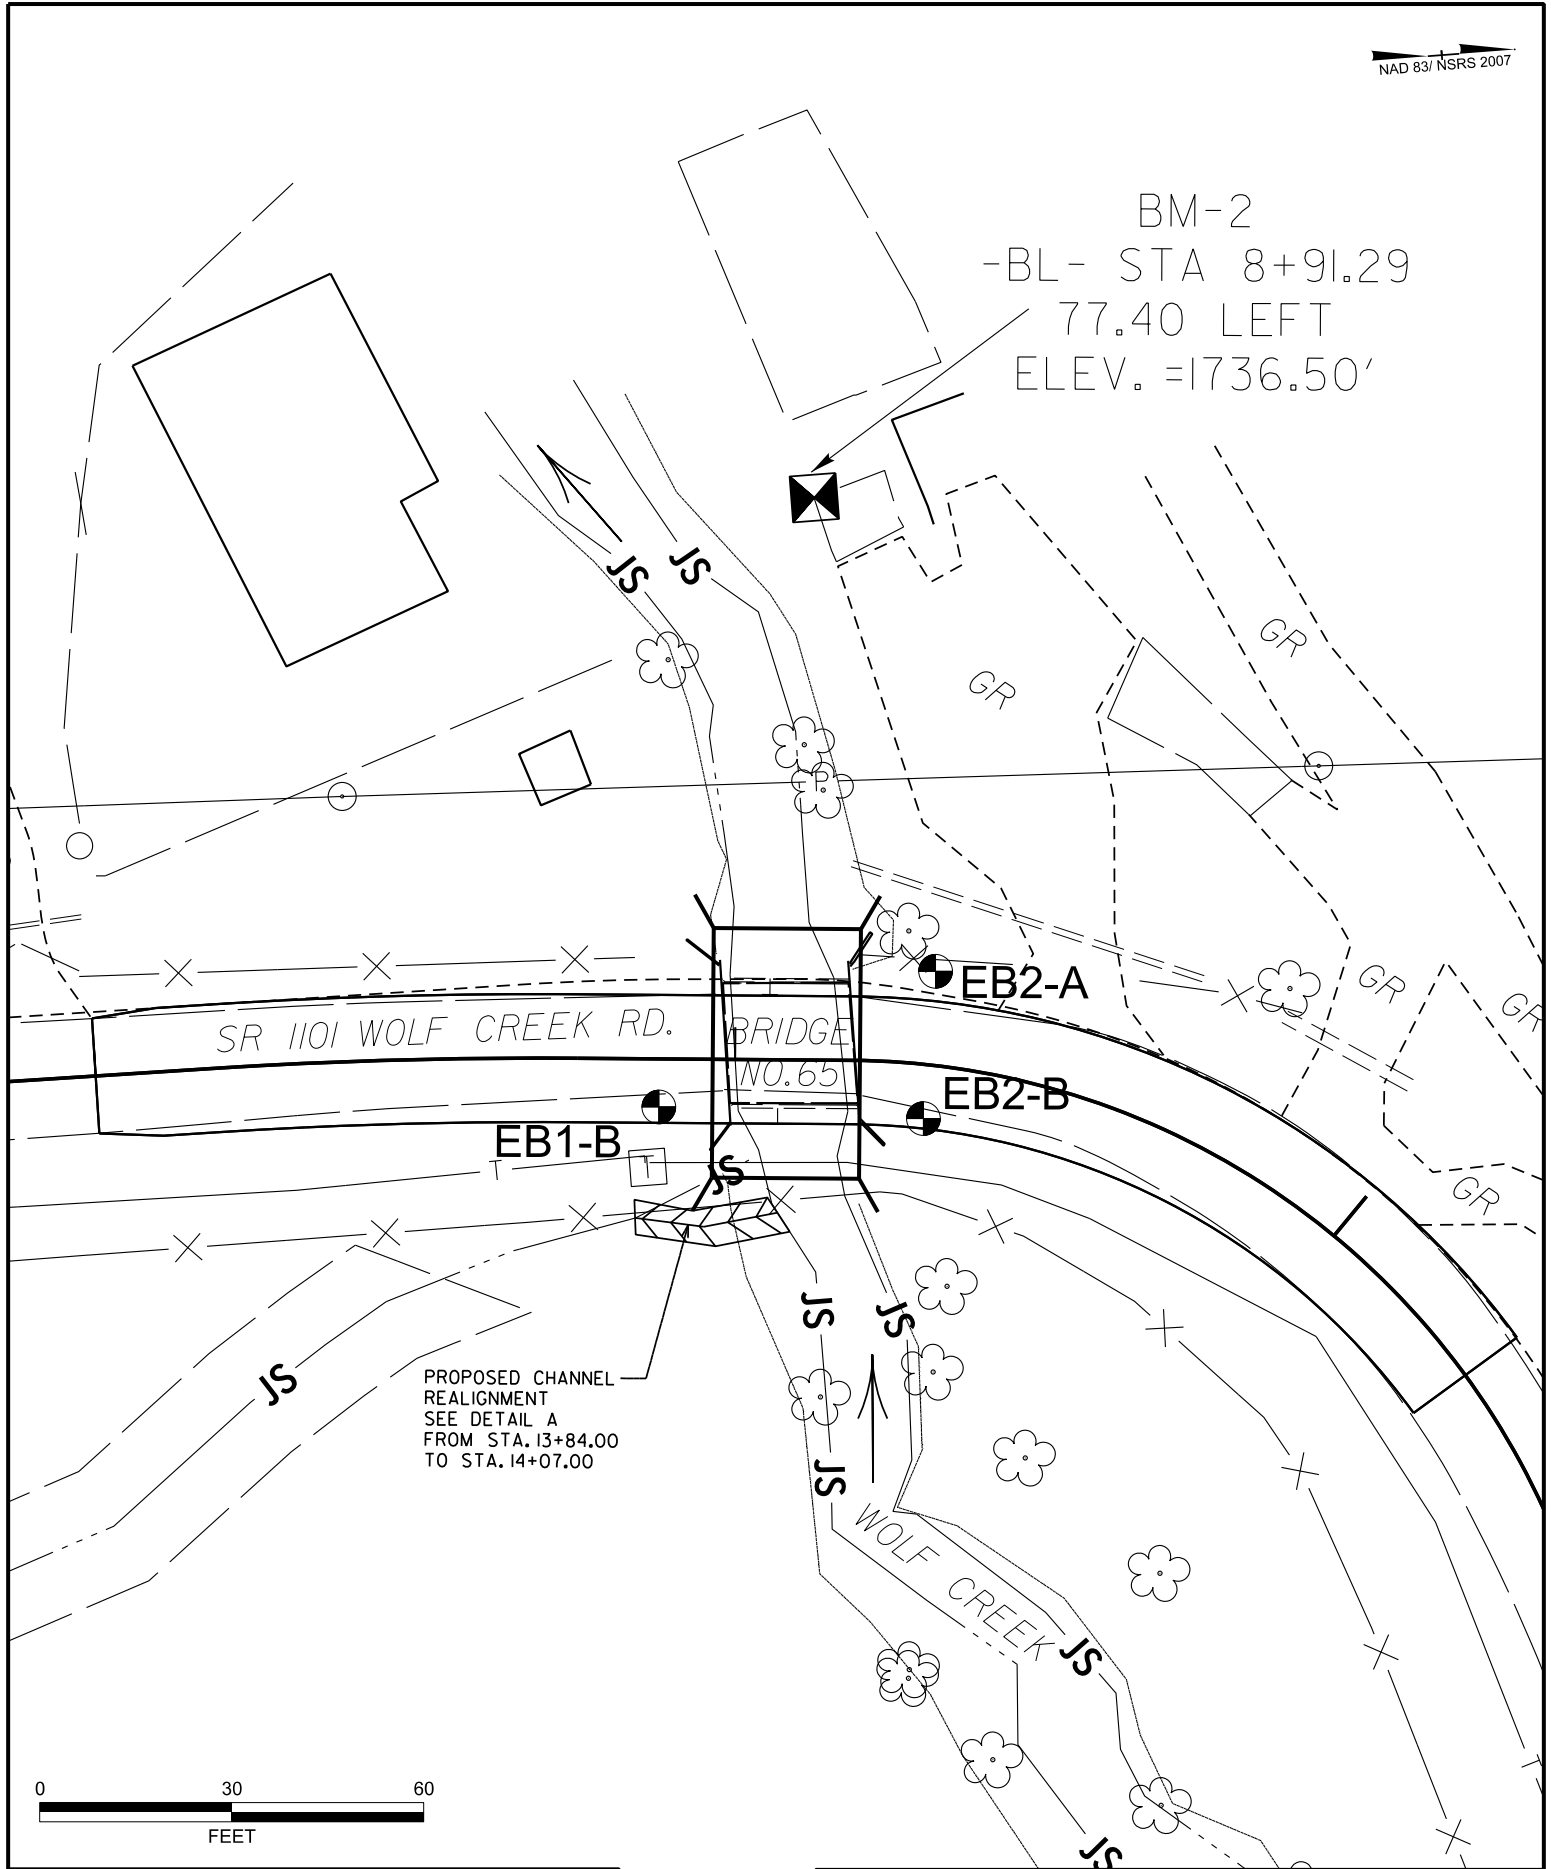 NAD 83/ NSRS 2007
BM-2
-BL- STA 8+91.29
77.40 LEFT
ELEV. =1736.50'
JS
JS
GR
GR
P
EB2-A
SR 1101 WOLF CREEK RD.
BRIDGE
NO.65
GR
GR
EB2-B
EB1-B
T
T
JS
GR
JS
JS
JS
PROPOSED CHANNEL
REALIGNMENT
SEE DETAIL A
FROM STA. 13+84.00
TO STA. 14+07.00
JS
WOLF CREEK
JS
0 30 60
FEET
JS